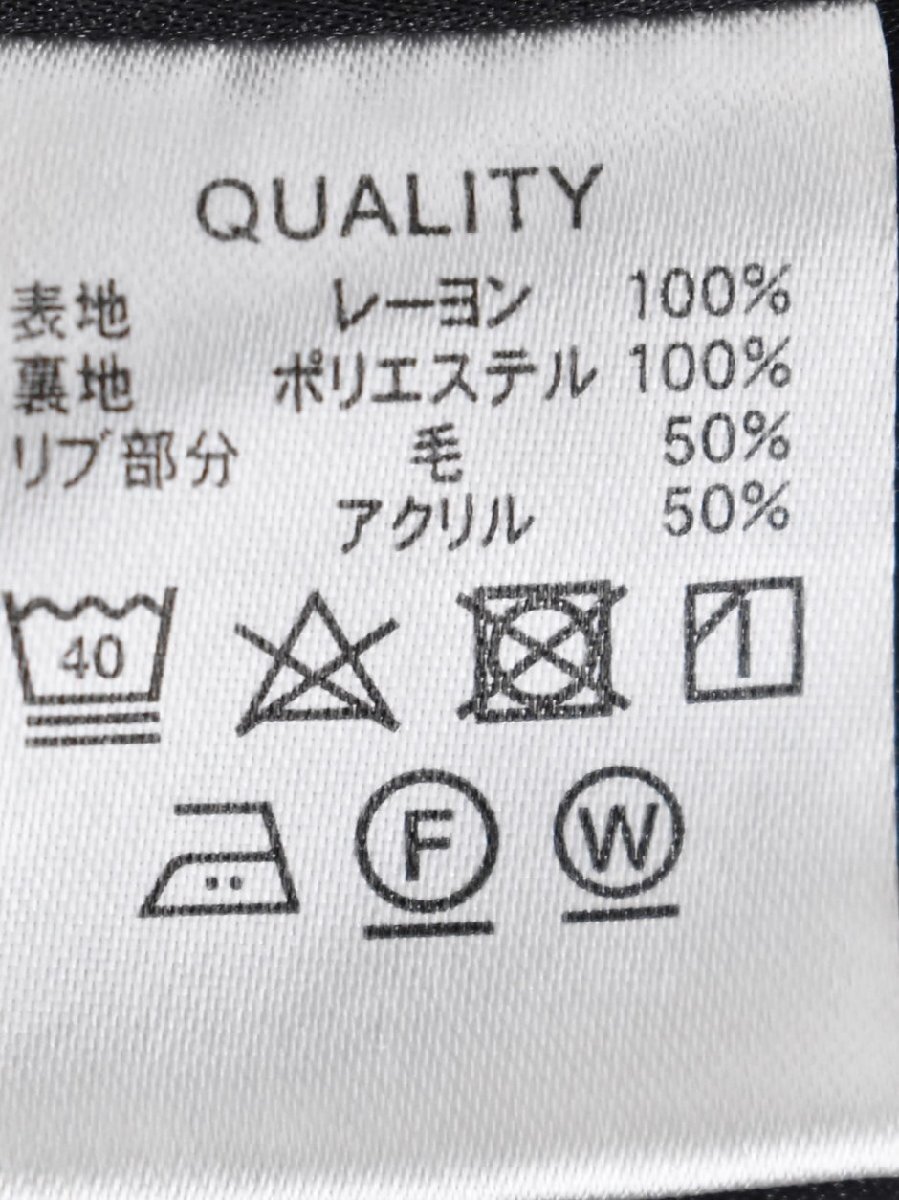 QUALITY
表地 レーヨン 100%
裏地 ポリエステル 100%
リブ部分 毛 50%
アクリル 50%
40
F W